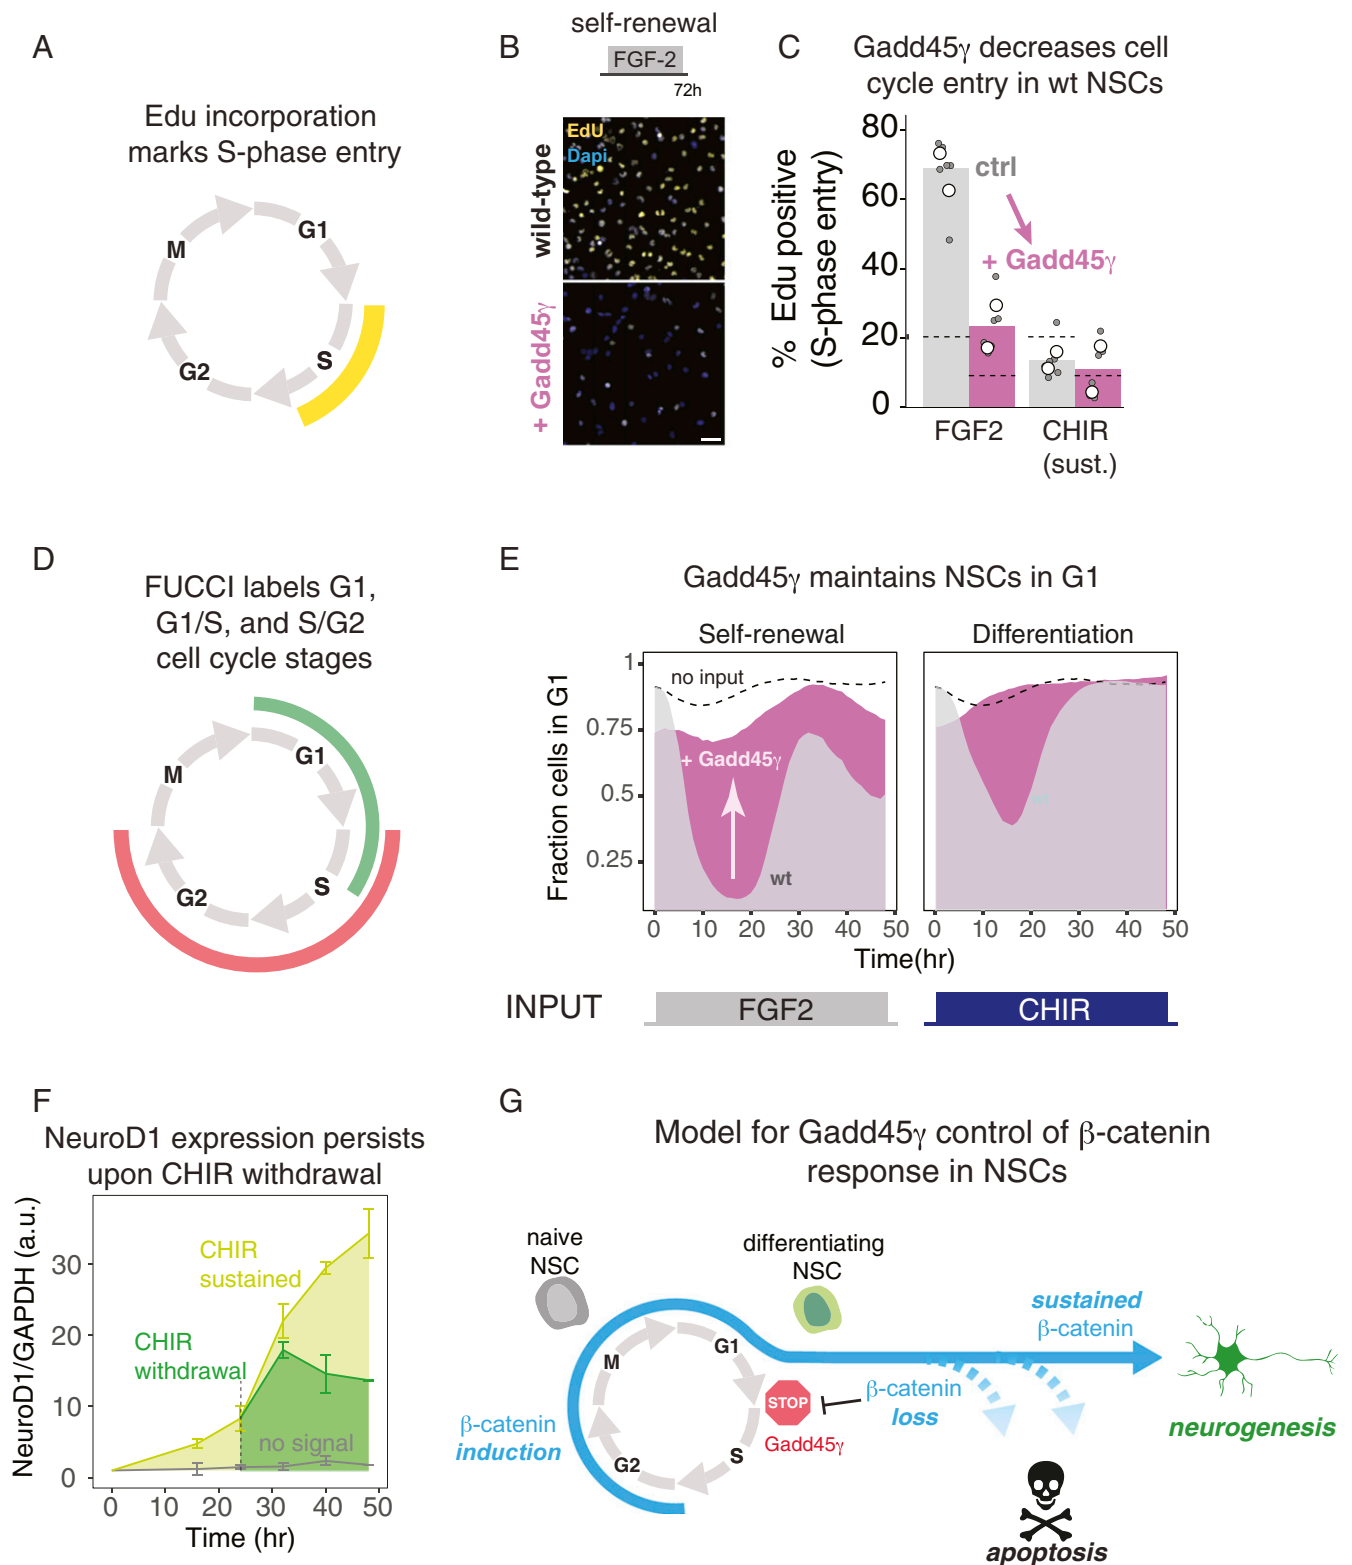 A
Edu incorporation
marks S-phase entry
G1
M
S
G2
B
self-renewal
FGF-2
72h
wild-type
EdU
Dapi
+ Gadd45γ
C
Gadd45γ decreases cell
cycle entry in wt NSCs
% Edu positive
(S-phase entry)
80
60
40
20
0
ctrl
+ Gadd45γ
FGF2
CHIR
(sust.)
D
FUCCI labels G1,
G1/S, and S/G2
cell cycle stages
G1
M
S
G2
E
Gadd45γ maintains NSCs in G1
Self-renewal
Differentiation
Fraction cells in G1
1
0.75
0.5
0.25
no input
+ Gadd45γ
wt
wt
0 10 20 30 40 50
0 10 20 30 40 50
Time(hr)
INPUT
FGF2
CHIR
F
NeuroD1 expression persists
upon CHIR withdrawal
NeuroD1/GAPDH (a.u.)
30
20
10
0
CHIR
sustained
CHIR
withdrawal
no signal
0 10 20 30 40 50
Time (hr)
G
Model for Gadd45γ control of β-catenin
response in NSCs
naive
NSC
differentiating
NSC
sustained
β-catenin
G1
M
S
G2
STOP
Gadd45γ
β-catenin
loss
β-catenin
induction
neurogenesis
apoptosis